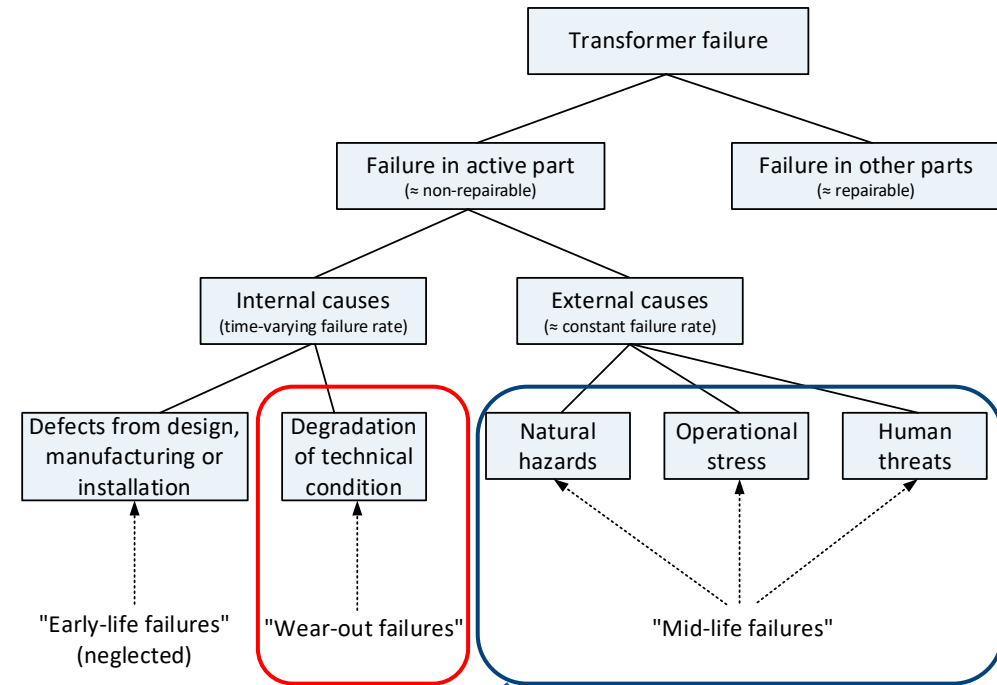 Transformer failure
Failure in active part
(≈ non-repairable)
Failure in other parts
(≈ repairable)
Internal causes
(time-varying failure rate)
External causes
(≈ constant failure rate)
Defects from design,
manufacturing or
installation
Degradation
of technical
condition
Natural
hazards
Operational
stress
Human
threats
"Early-life failures"
(neglected)
"Wear-out failures"
"Mid-life failures"